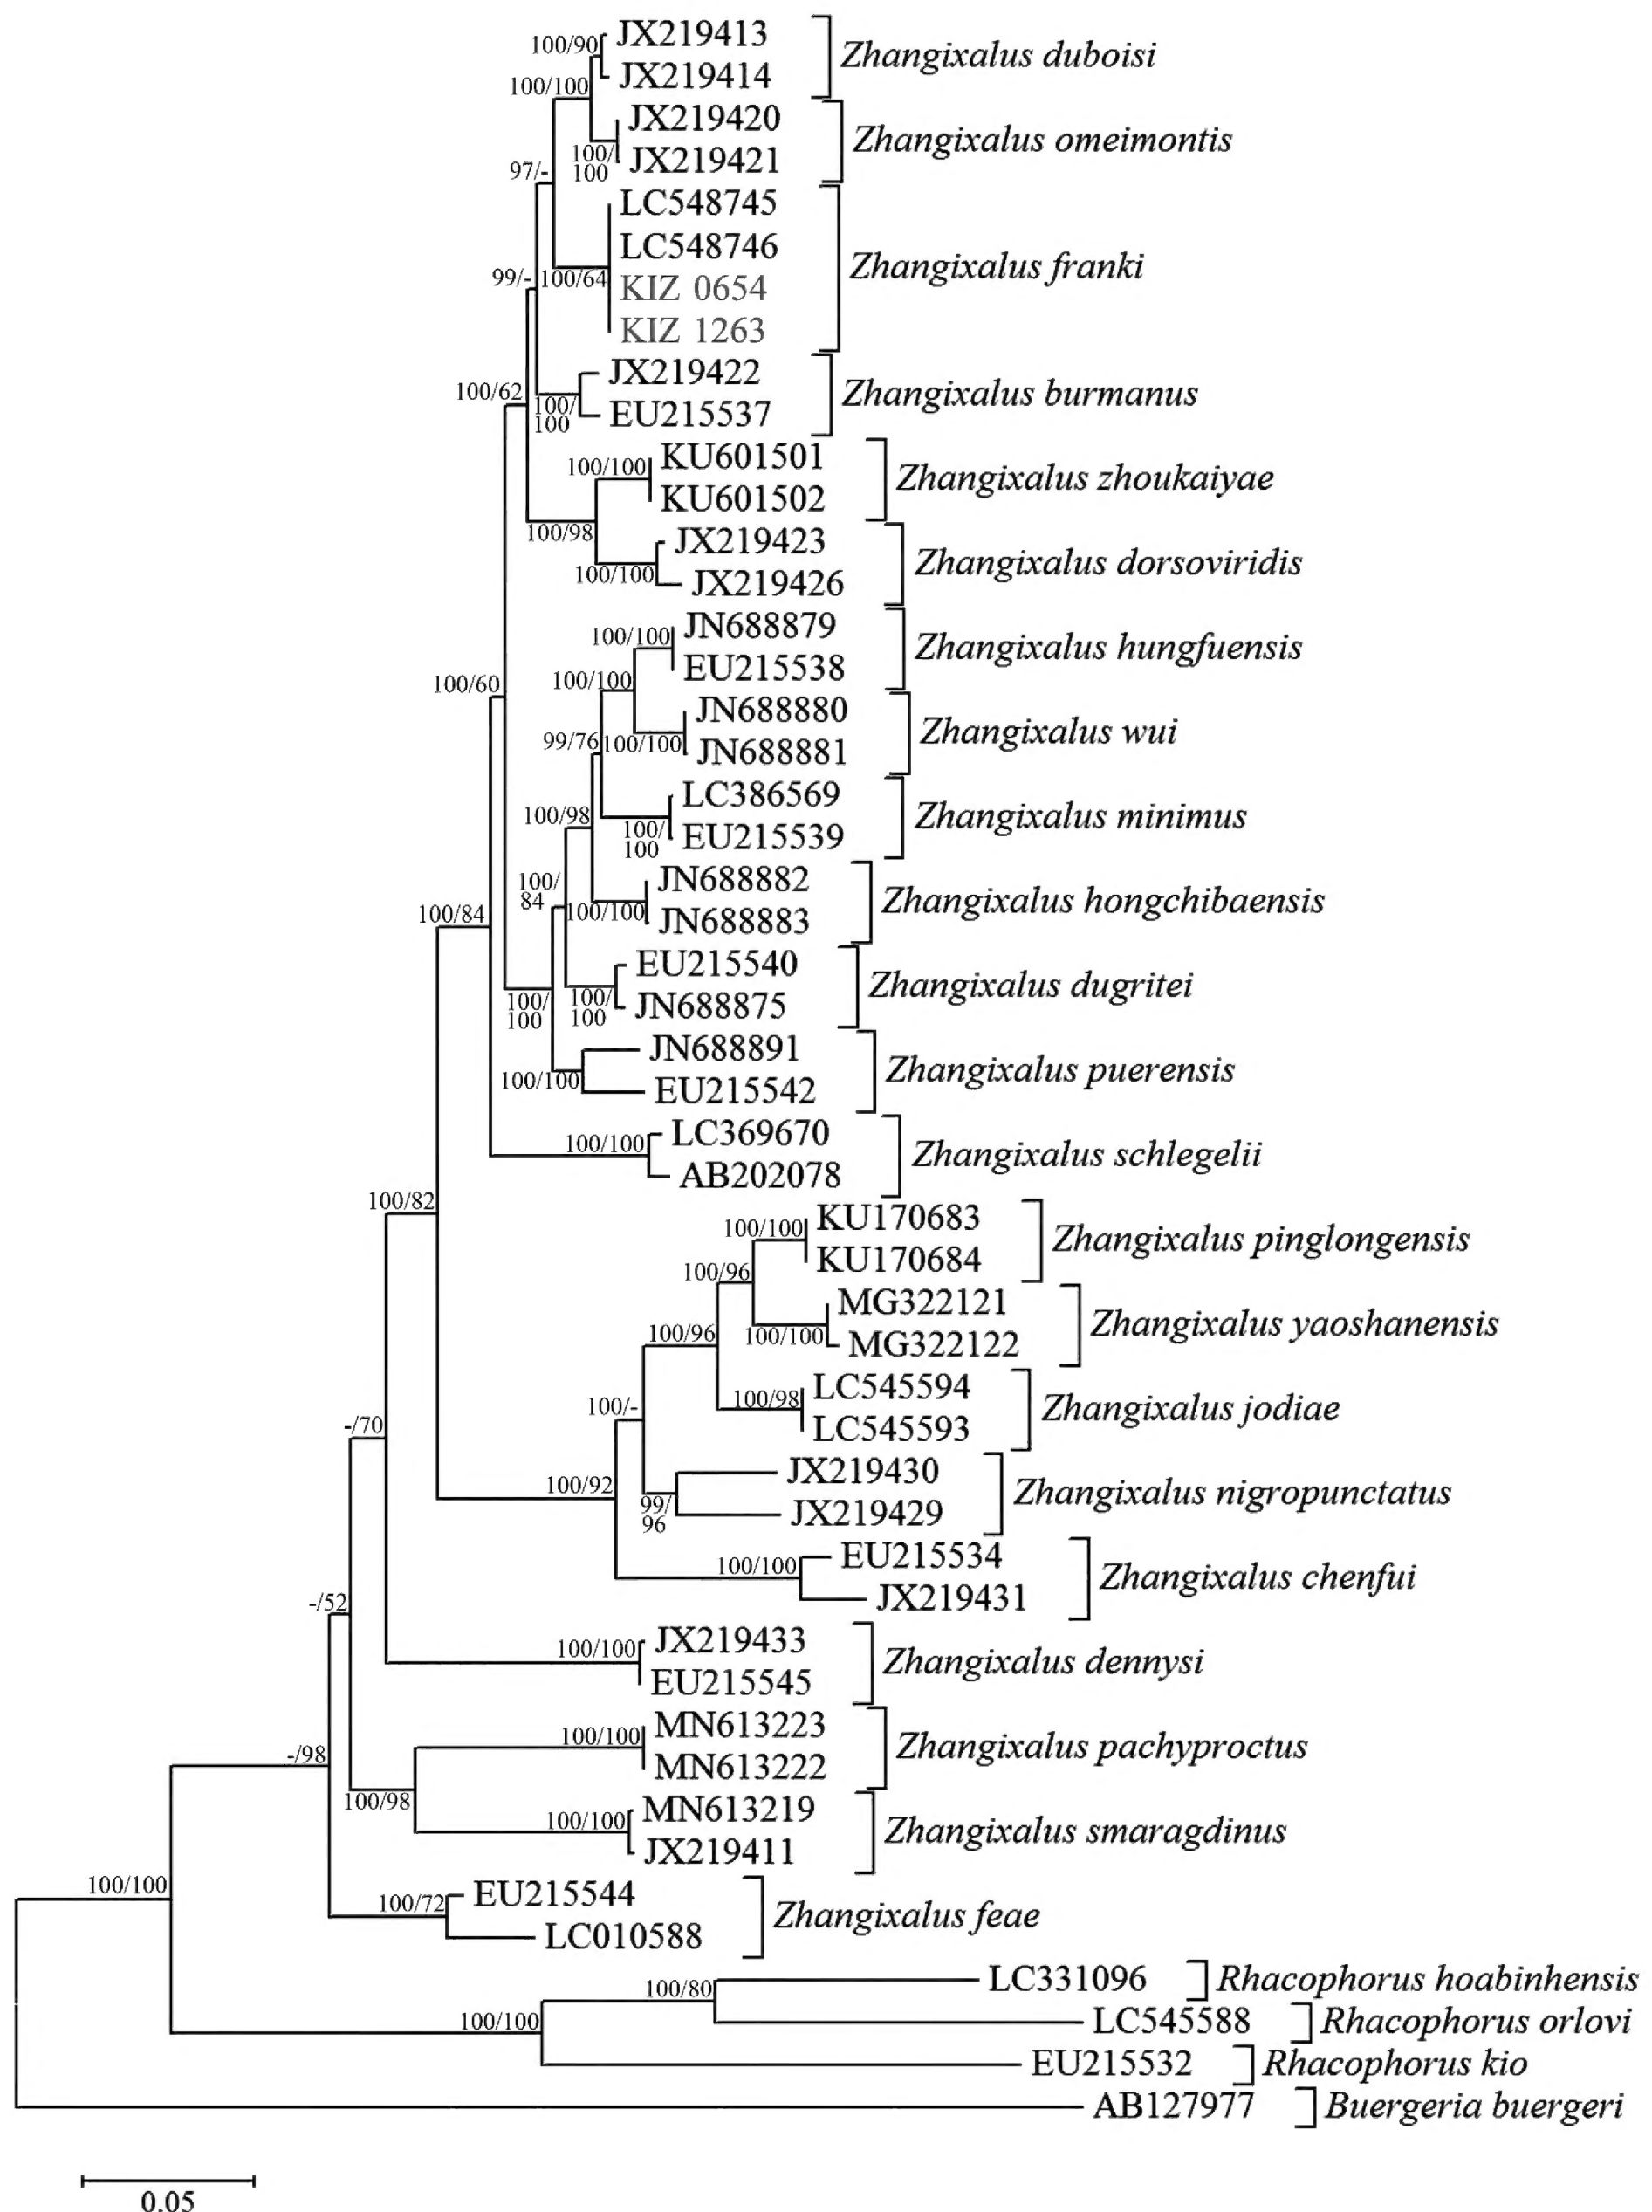 100/90
JX219413
JX219414
Zhangixalus duboisi
100/100
JX219420
JX219421
Zhangixalus omeimontis
100/
100
97/-
LC548745
LC548746
KIZ 0654
KIZ 1263
Zhangixalus franki
99/-
100/64
JX219422
EU215537
Zhangixalus burmanus
100/62
100/
100
KU601501
KU601502
Zhangixalus zhoukaiyae
100/100
100/98
JX219423
JX219426
Zhangixalus dorsoviridis
100/100
JN688879
EU215538
Zhangixalus hungfuensis
100/100
100/60
100/100
JN688880
JN688881
Zhangixalus wui
99/76
100/100
LC386569
EU215539
Zhangixalus minimus
100/98
100/
100
JN688882
JN688883
Zhangixalus hongchibaensis
100/
84
100/100
100/84
EU215540
JN688875
Zhangixalus dugritei
100/
100
100/
100
JN688891
EU215542
Zhangixalus puerensis
100/100
LC369670
AB202078
Zhangixalus schlegelii
100/100
100/82
KU170683
KU170684
Zhangixalus pinglongensis
100/100
100/96
MG322121
MG322122
Zhangixalus yaoshanensis
100/96
100/100
LC545594
LC545593
Zhangixalus jodiae
100/98
100/-
-/70
JX219430
JX219429
Zhangixalus nigropunctatus
100/92
99/
96
EU215534
JX219431
Zhangixalus chenfui
100/100
-/52
JX219433
EU215545
Zhangixalus dennysi
100/100
MN613223
MN613222
Zhangixalus pachyproctus
100/100
-/98
100/98
MN613219
JX219411
Zhangixalus smaragdinus
100/100
100/100
EU215544
LC010588
Zhangixalus feae
100/72
LC331096
Rhacophorus hoabinhensis
100/80
LC545588
Rhacophorus orlovi
100/100
EU215532
Rhacophorus kio
AB127977
Buergeria buergeri
0.05